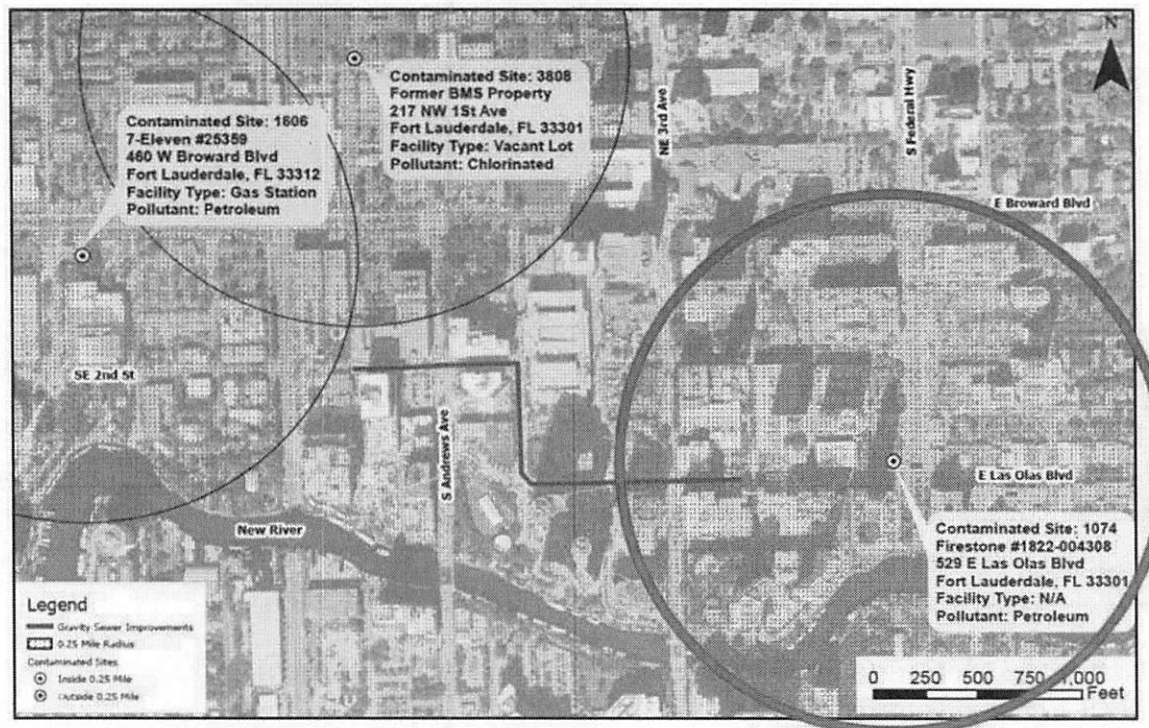 N
Contaminated Site: 3808
Former BMS Property
217 NW 1St Ave
Fort Lauderdale, FL 33301
Facility Type: Vacant Lot
Pollutant: Chlorinated
Contaminated Site: 1606
7-Eleven #25359
460 W Broward Blvd
Fort Lauderdale, FL 33312
Facility Type: Gas Station
Pollutant: Petroleum
NE 3rd Ave
S Federal Hwy
E Broward Blvd
SE 2nd St
S Andrews Ave
E Las Olas Blvd
New River
Contaminated Site: 1074
Firestone #1822-004308
529 E Las Olas Blvd
Fort Lauderdale, FL 33301
Facility Type: N/A
Pollutant: Petroleum
Legend
Gravity Sewer Improvements
0.25 Mile Radius
Contaminated Sites
Inside 0.25 Mile
Outside 0.25 Mile
0 250 500 750 1,000
Feet